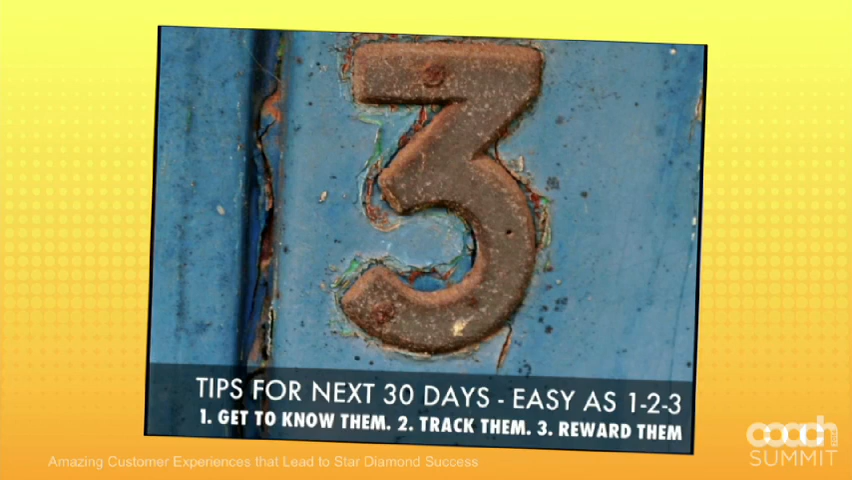 3
TIPS FOR NEXT 30 DAYS - EASY AS 1-2-3
1. GET TO KNOW THEM. 2. TRACK THEM. 3. REWARD THEM
coach
SUMMIT
Amazing Customer Experiences that Lead to Star Diamond Success